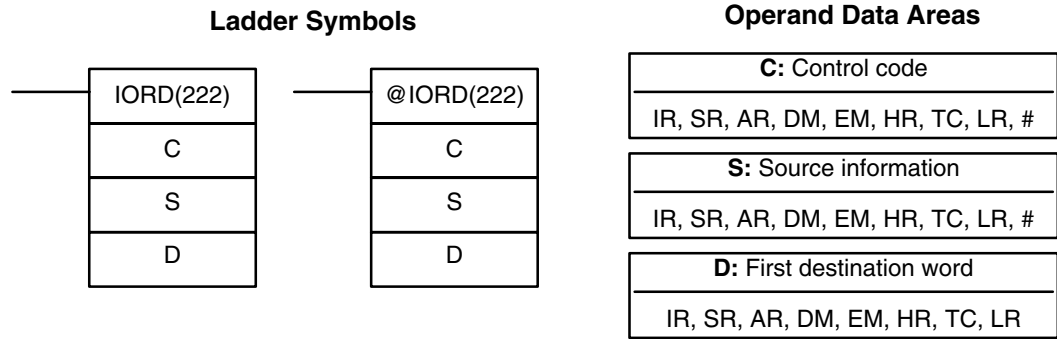 Ladder Symbols
IORD(222)
C
S
D
@IORD(222)
C
S
D
Operand Data Areas
C: Control code
IR, SR, AR, DM, EM, HR, TC, LR, #
S: Source information
IR, SR, AR, DM, EM, HR, TC, LR, #
D: First destination word
IR, SR, AR, DM, EM, HR, TC, LR